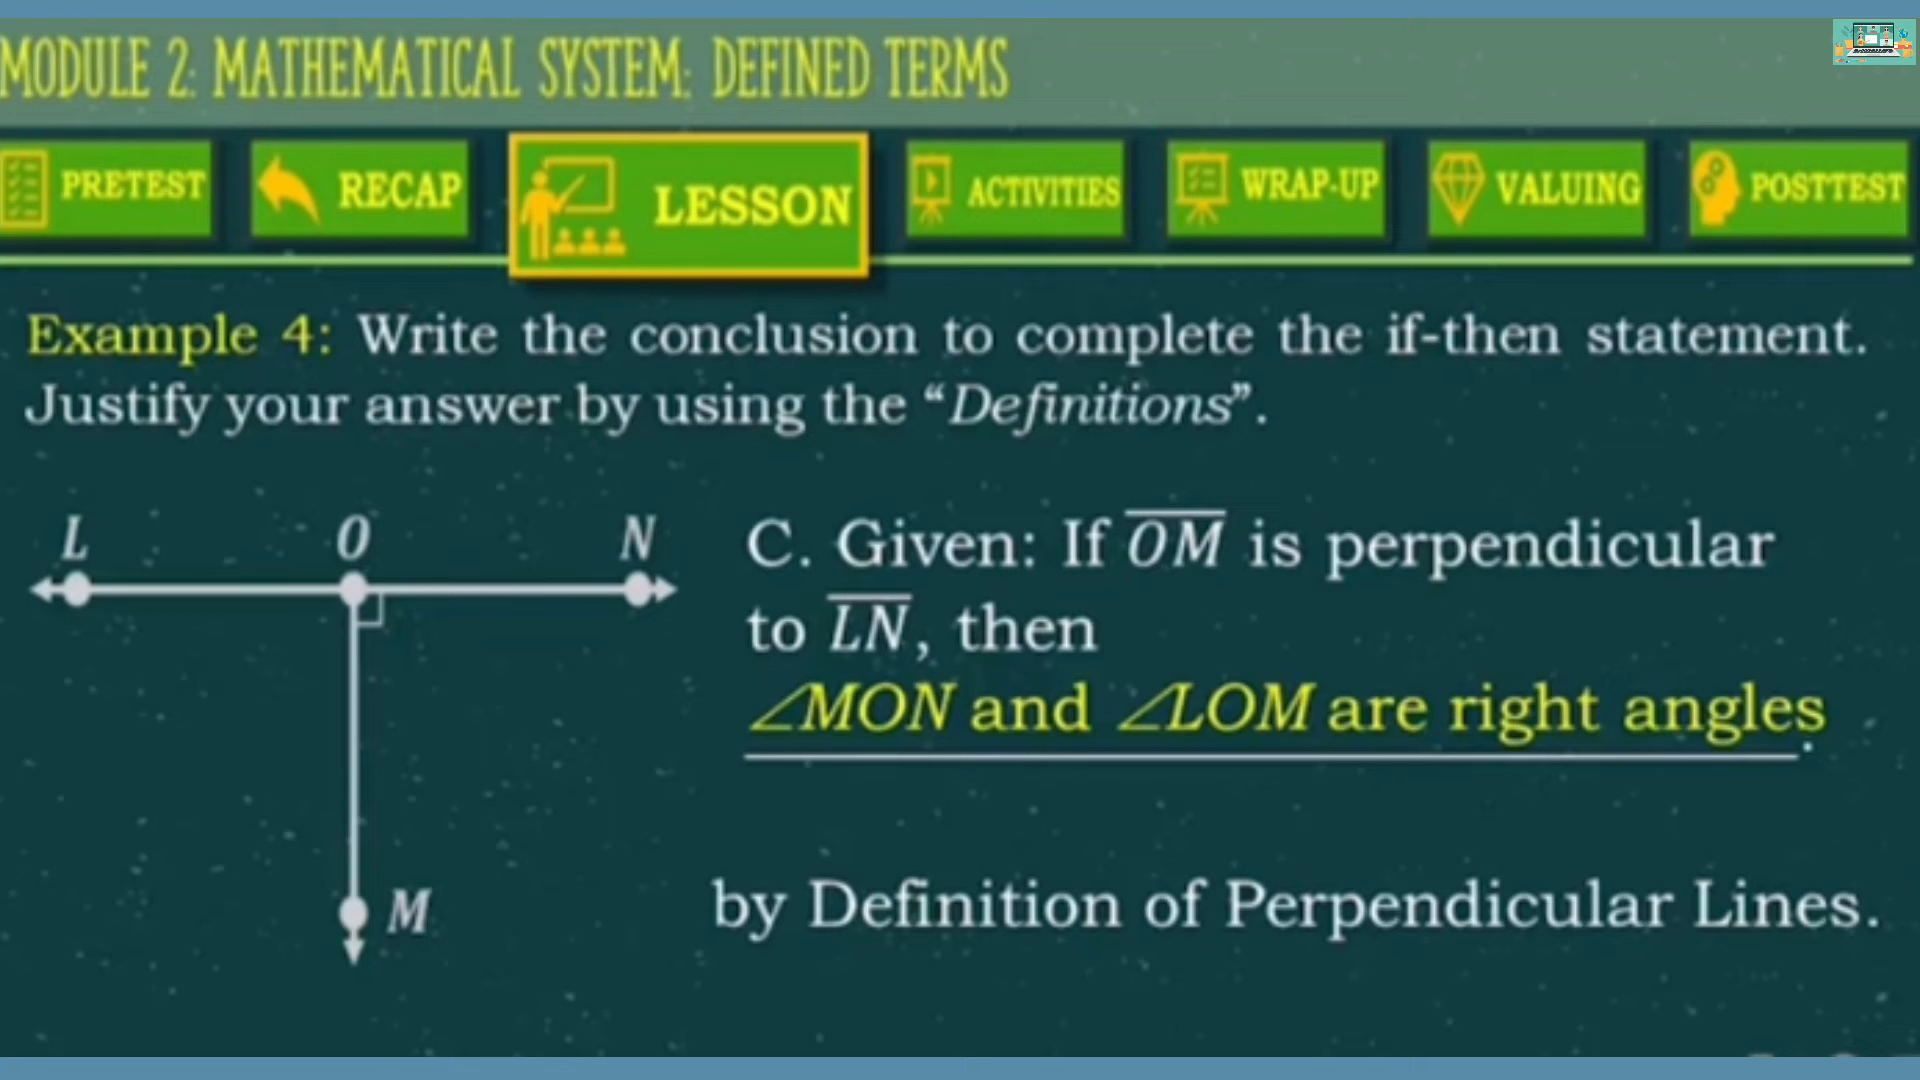 MODULE 2: MATHEMATICAL SYSTEM: DEFINED TERMS
PRETEST
RECAP
LESSON
ACTIVITIES
WRAP-UP
VALUING
POSTTEST
Example 4: Write the conclusion to complete the if-then statement.
Justify your answer by using the “Definitions”.
L O N
M
C. Given: If OM is perpendicular
to LN, then
∠MON and ∠LOM are right angles.
by Definition of Perpendicular Lines.